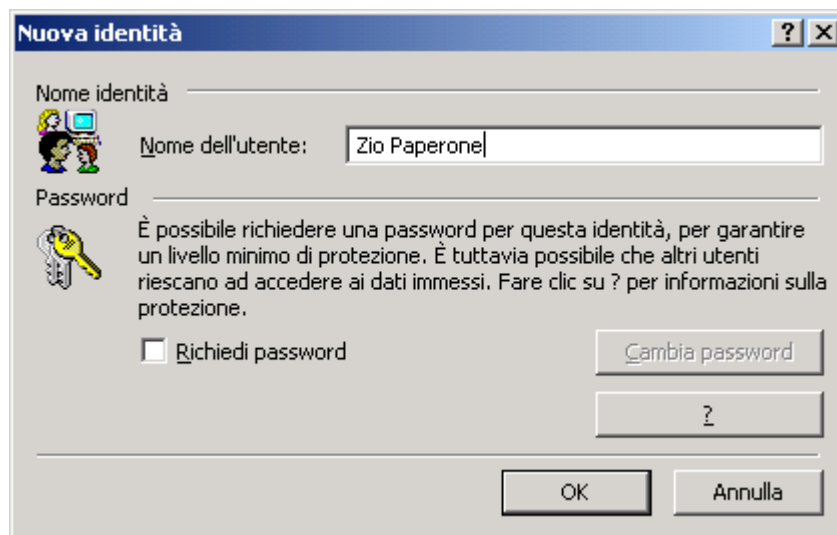 Nuova identità
Nome identità
Nome dell'utente: Zio Paperone
Password
È possibile richiedere una password per questa identità, per garantire
un livello minimo di protezione. È tuttavia possibile che altri utenti
riescano ad accedere ai dati immessi. Fare clic su ? per informazioni sulla
protezione.
Richiedi password Cambia password
?
OK Annulla